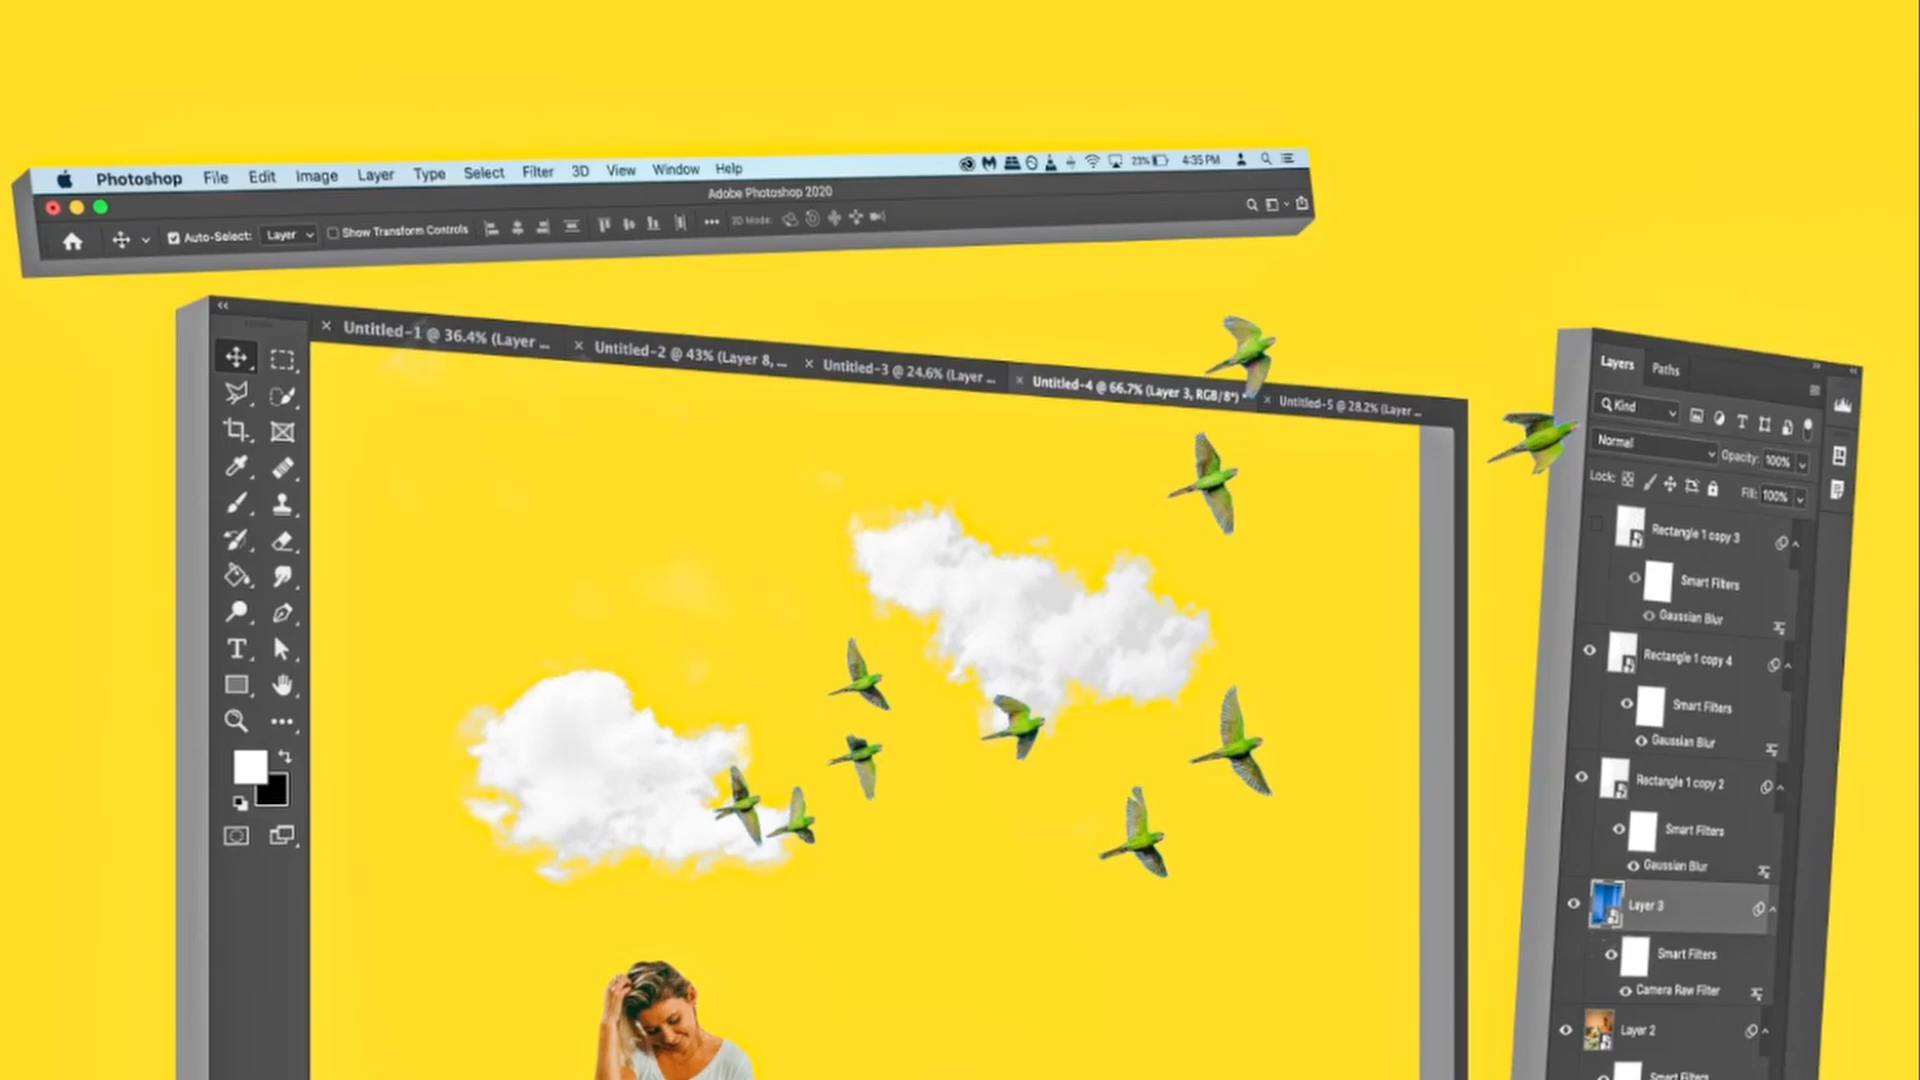 Photoshop File Edit Image Layer Type Select Filter 3D View Window Help 23% 4:35 PM
Adobe Photoshop 2020
Auto-Select: Layer Show Transform Controls 3D Mode:
Untitled-1 @ 36.4% (Layer ... Untitled-2 @ 43% (Layer 8, ... Untitled-3 @ 24.6% (Layer ... Untitled-4 @ 66.7% (Layer 3, RGB/8*) * Untitled-5 @ 28.2% (Layer ...
Layers Paths
Kind
Normal Opacity: 100%
Lock: Fill: 100%
Rectangle 1 copy 3
Smart Filters
Gaussian Blur
Rectangle 1 copy 4
Smart Filters
Gaussian Blur
Rectangle 1 copy 2
Smart Filters
Gaussian Blur
Layer 3
Smart Filters
Camera Raw Filter
Layer 2
Smart Filters